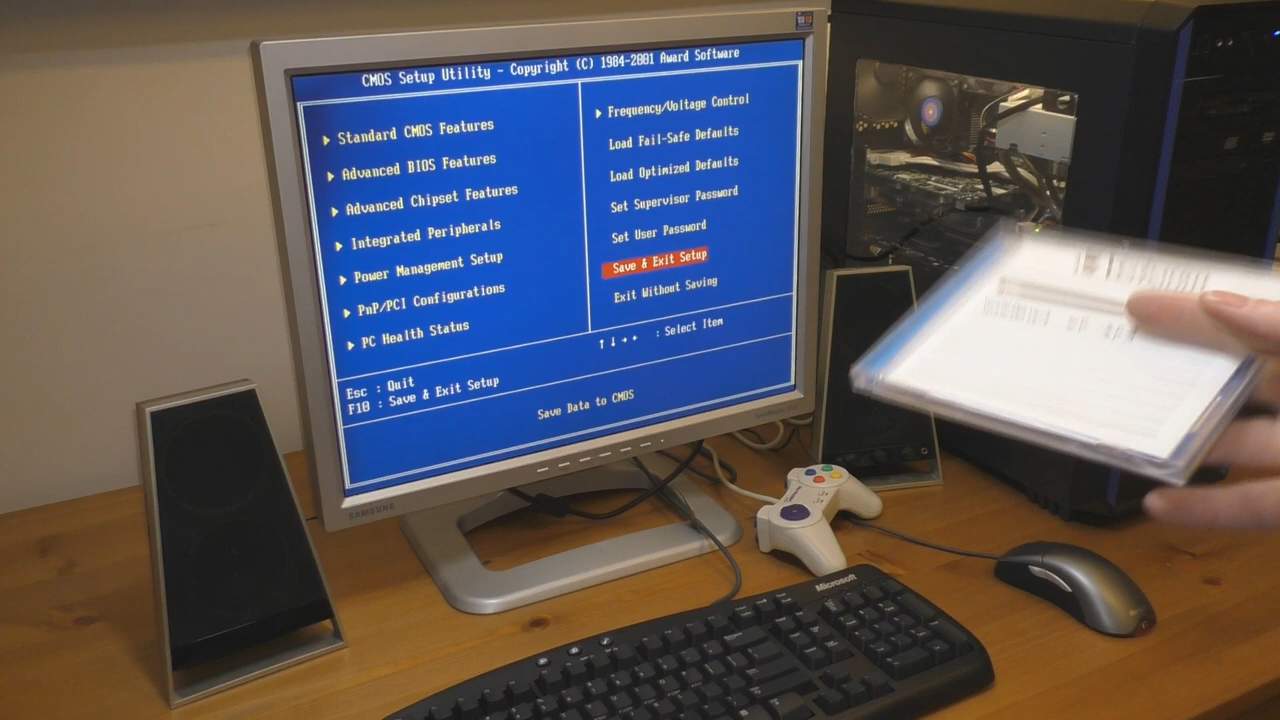 CMOS Setup Utility - Copyright (C) 1984-2001 Award Software
Standard CMOS Features
Advanced BIOS Features
Advanced Chipset Features
Integrated Peripherals
Power Management Setup
PnP/PCI Configurations
PC Health Status
Frequency/Voltage Control
Load Fail-Safe Defaults
Load Optimized Defaults
Set Supervisor Password
Set User Password
Save & Exit Setup
Exit Without Saving
Esc : Quit
F10 : Save & Exit Setup
↑ ↓ → ← : Select Item
Save Data to CMOS
SAMSUNG
Microsoft